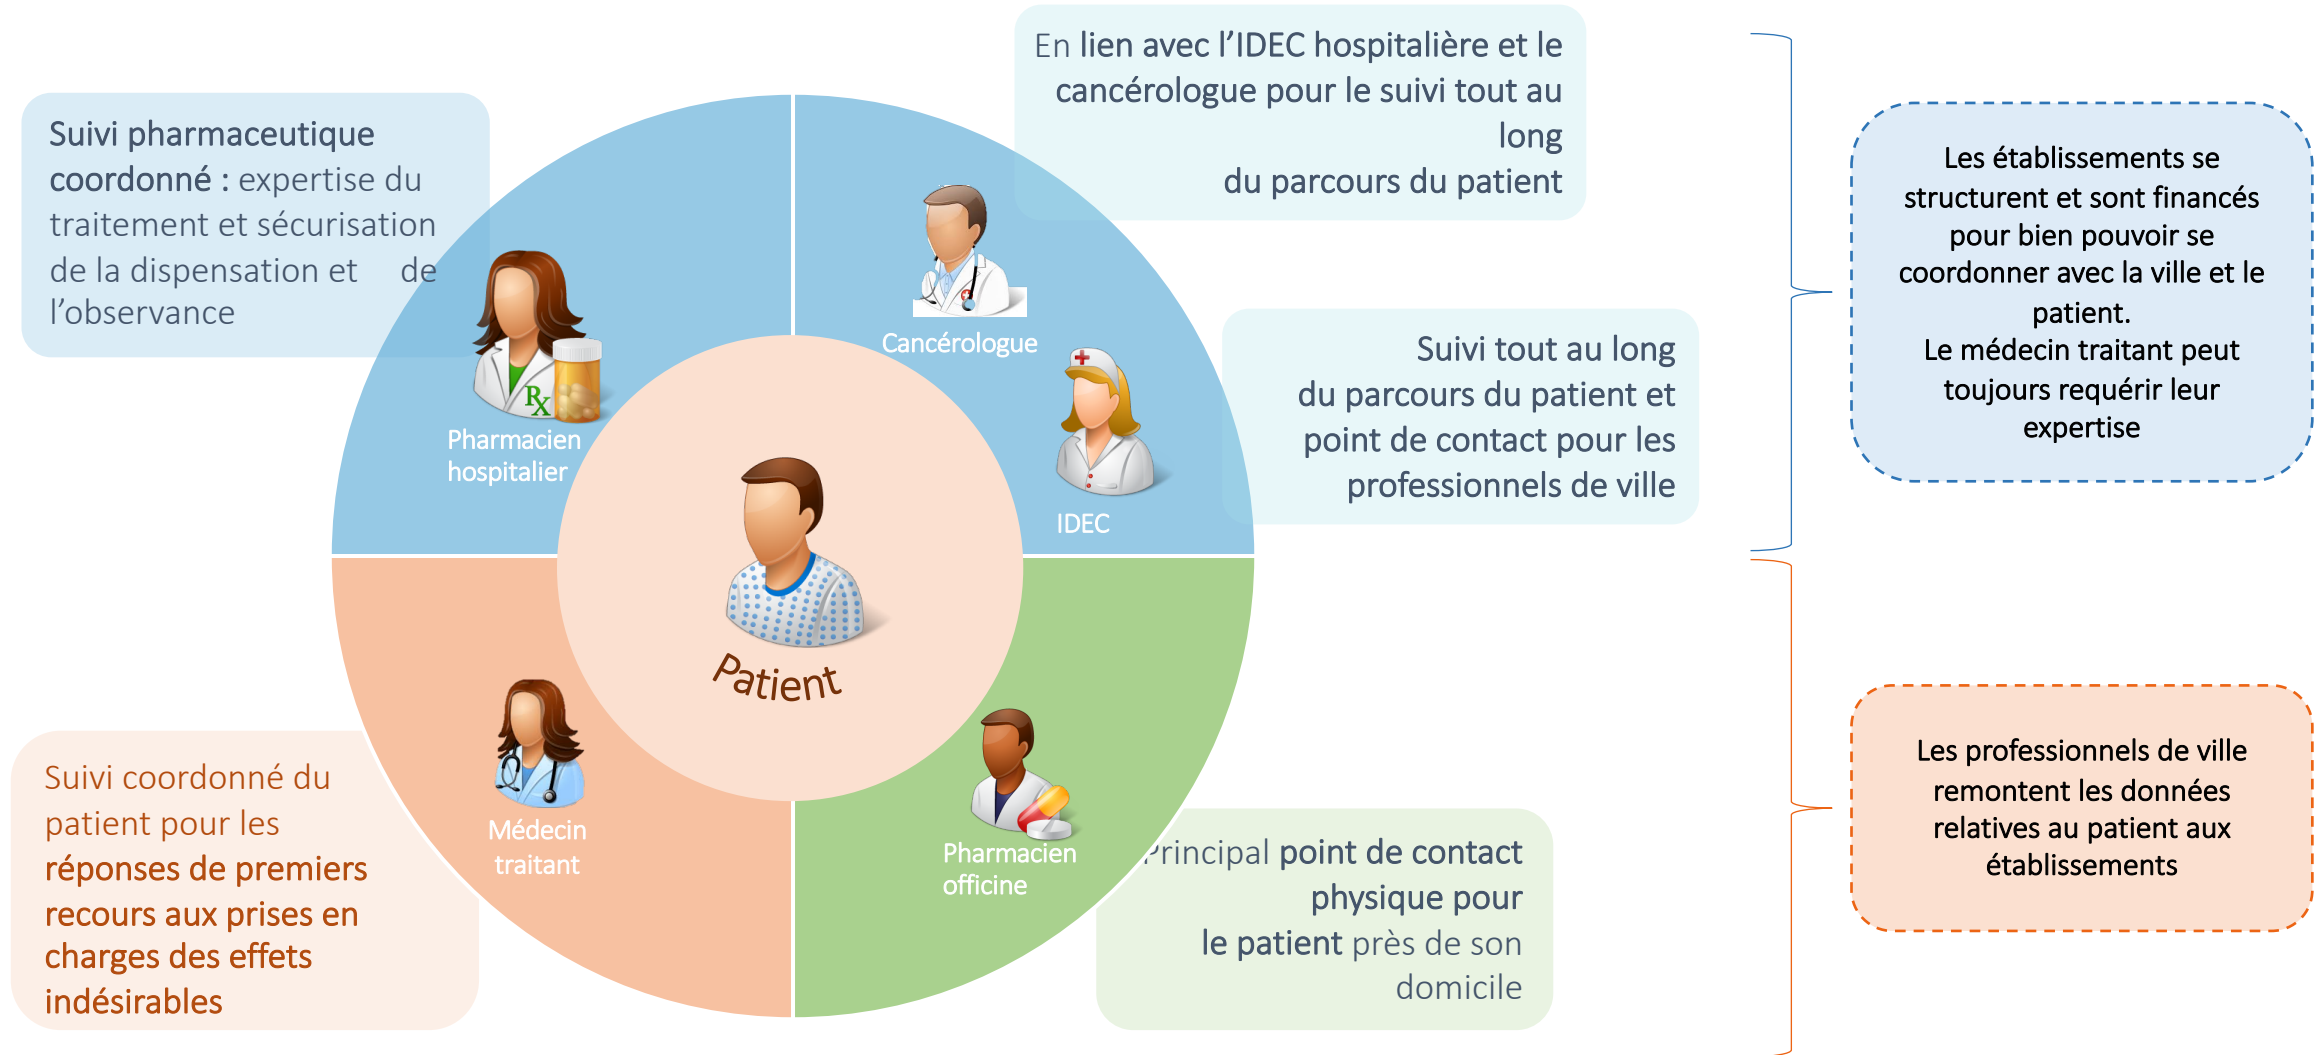 En lien avec l’IDEC hospitalière et le
cancérologue pour le suivi tout au
long
du parcours du patient
Suivi pharmaceutique
coordonné : expertise du
traitement et sécurisation
de la dispensation et de
l’observance
Pharmacien
hospitalier
Cancérologue
IDEC
Suivi tout au long
du parcours du patient et
point de contact pour les
professionnels de ville
Les établissements se
structurent et sont financés
pour bien pouvoir se
coordonner avec la ville et le
patient.
Le médecin traitant peut
toujours requérir leur
expertise
Patient
Médecin
traitant
Suivi coordonné du
patient pour les
réponses de premiers
recours aux prises en
charges des effets
indésirables
Pharmacien
officine
Principal point de contact
physique pour
le patient près de son
domicile
Les professionnels de ville
remontent les données
relatives au patient aux
établissements